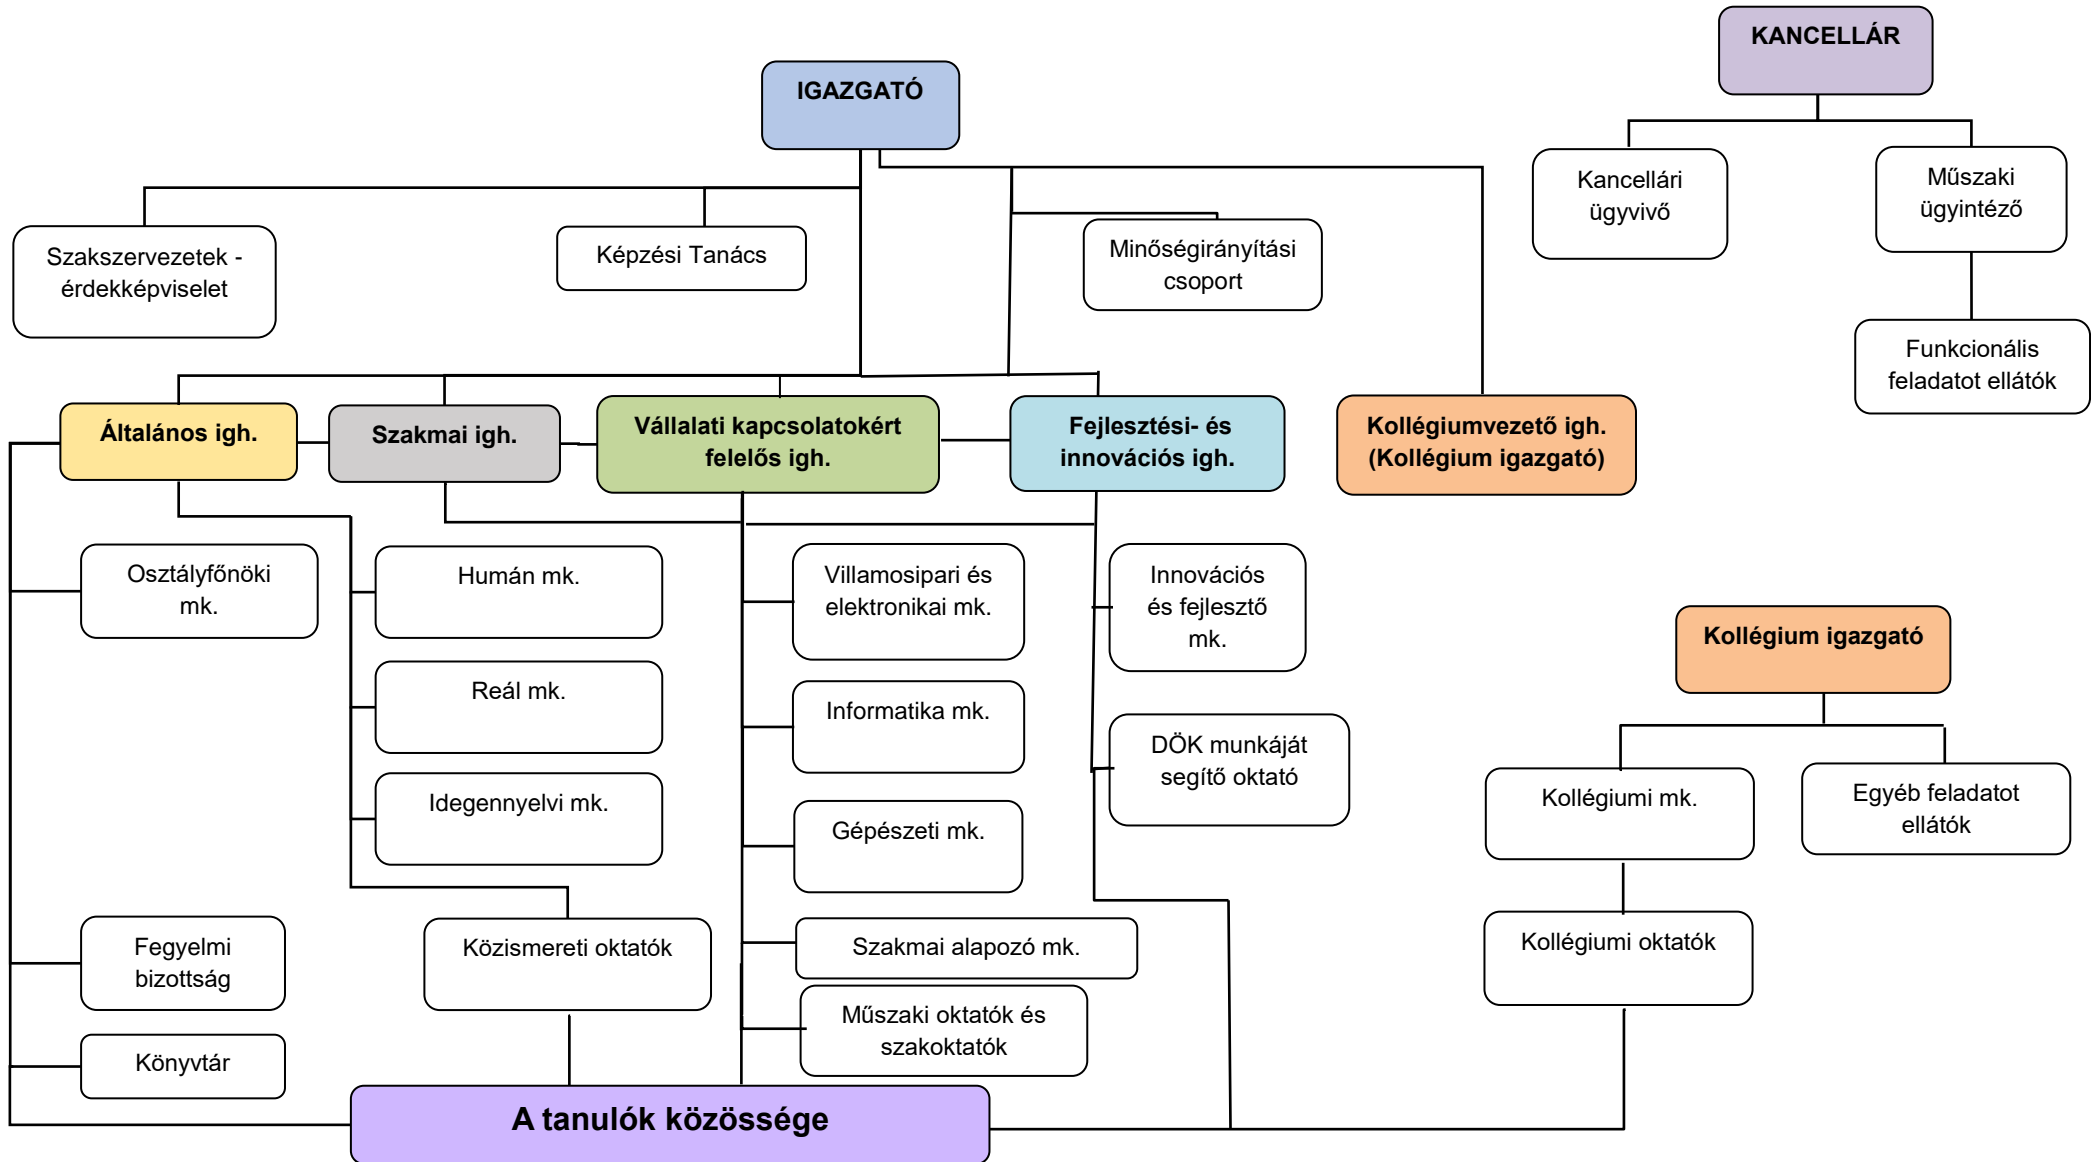 KANCELLÁR
IGAZGATÓ
Kancellári
ügyvivő
Műszaki
ügyintéző
Szakszervezetek -
érdekképviselet
Képzési Tanács
Minőségirányítási
csoport
Funkcionális
feladatot ellátók
Általános igh.
Szakmai igh.
Vállalati kapcsolatokért
felelős igh.
Fejlesztési- és
innovációs igh.
Kollégiumvezető igh.
(Kollégium igazgató)
Osztályfőnöki
mk.
Humán mk.
Villamosipari és
elektronikai mk.
Innovációs
és fejlesztő
mk.
Kollégium igazgató
Reál mk.
Informatika mk.
DÖK munkáját
segítő oktató
Idegennyelvi mk.
Gépészeti mk.
Kollégiumi mk.
Egyéb feladatot
ellátók
Fegyelmi
bizottság
Közismereti oktatók
Szakmai alapozó mk.
Kollégiumi oktatók
Műszaki oktatók és
szakoktatók
Könyvtár
A tanulók közössége